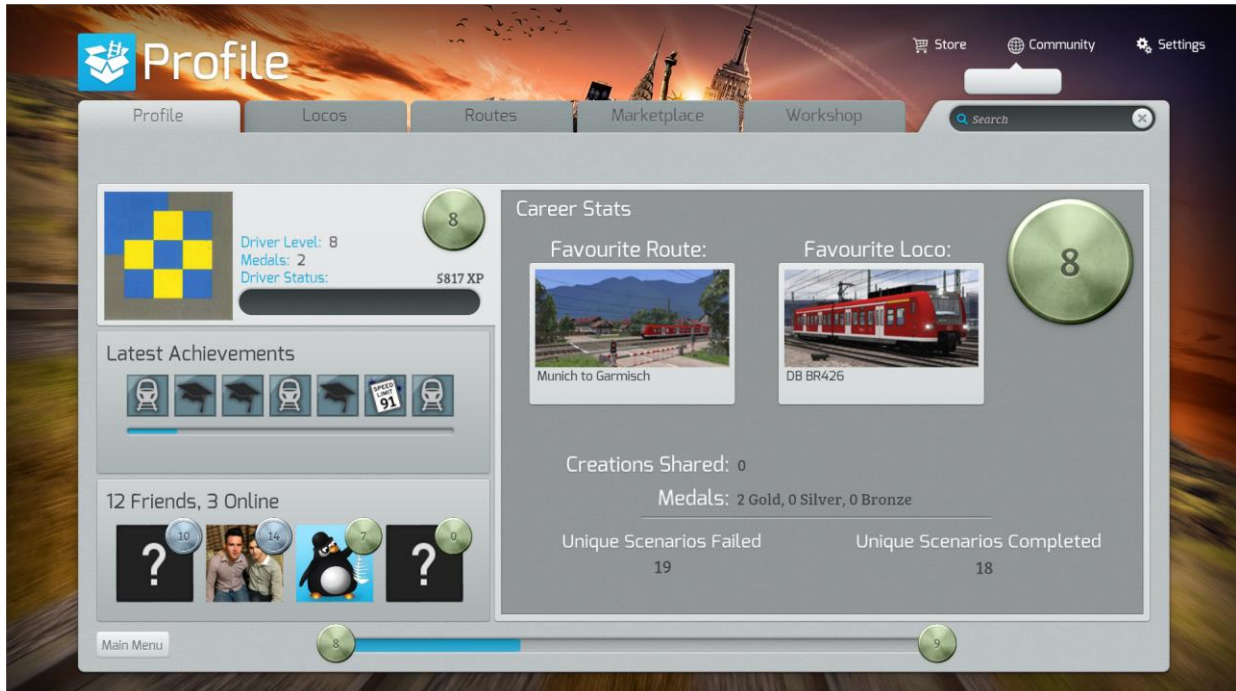 Profile
Store
Community
Settings
Profile
Locos
Routes
Marketplace
Workshop
Search
8
Driver Level: 8
Medals: 2
Driver Status:
5817 XP
Latest Achievements
SPEED
LIMIT
91
12 Friends, 3 Online
10
14
7
0
?
?
Career Stats
8
Favourite Route:
Favourite Loco:
Munich to Garmisch
DB BR426
Creations Shared: 0
Medals: 2 Gold, 0 Silver, 0 Bronze
Unique Scenarios Failed
Unique Scenarios Completed
19
18
Main Menu
8
9